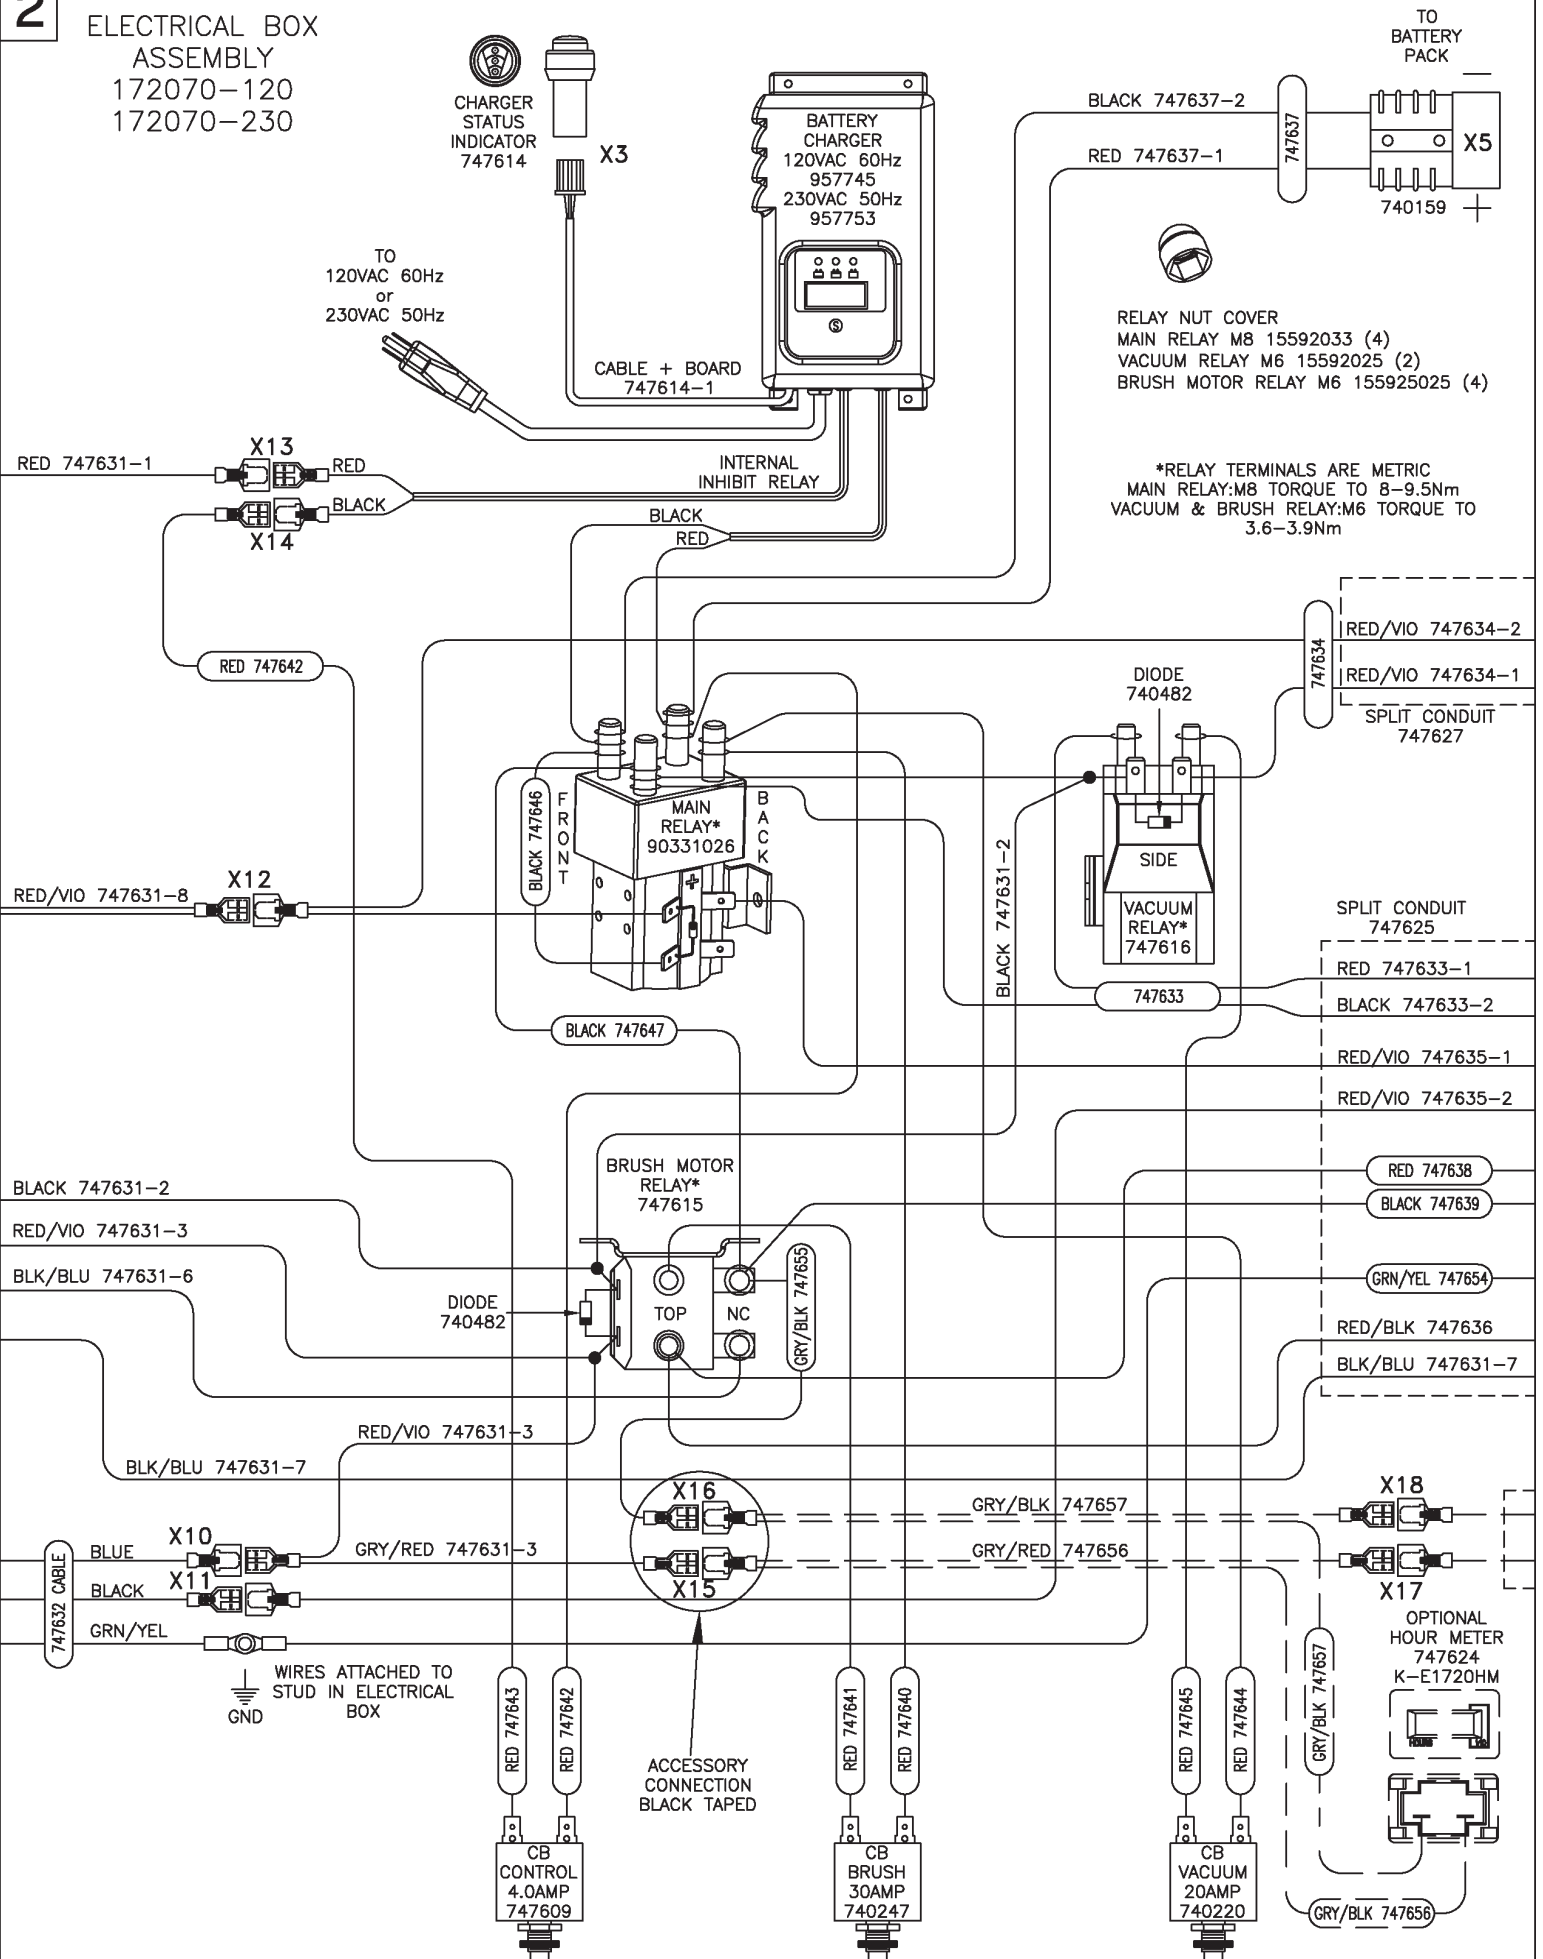 2
ELECTRICAL BOX
ASSEMBLY
172070-120
172070-230
CHARGER
STATUS
INDICATOR
747614
X3
BATTERY
CHARGER
120VAC 60Hz
957745
230VAC 50Hz
957753
S
TO
BATTERY
PACK
BLACK 747637-2
RED 747637-1
747637
X5
740159
TO
120VAC 60Hz
or
230VAC 50Hz
CABLE + BOARD
747614-1
RELAY NUT COVER
MAIN RELAY M8 15592033 (4)
VACUUM RELAY M6 15592025 (2)
BRUSH MOTOR RELAY M6 155925025 (4)
RED 747631-1
X13
RED
BLACK
X14
INTERNAL
INHIBIT RELAY
BLACK
RED
*RELAY TERMINALS ARE METRIC
MAIN RELAY:M8 TORQUE TO 8-9.5Nm
VACUUM & BRUSH RELAY:M6 TORQUE TO
3.6-3.9Nm
RED 747642
747634
RED/VIO 747634-2
RED/VIO 747634-1
SPLIT CONDUIT
747627
DIODE
740482
BLACK 747646
FRONT
MAIN
RELAY*
90331026
BACK
+
SIDE
VACUUM
RELAY*
747616
BLACK 747631-2
RED/VIO 747631-8
X12
SPLIT CONDUIT
747625
RED 747633-1
747633
BLACK 747633-2
BLACK 747647
RED/VIO 747635-1
RED/VIO 747635-2
BRUSH MOTOR
RELAY*
747615
RED 747638
BLACK 747639
BLACK 747631-2
RED/VIO 747631-3
BLK/BLU 747631-6
DIODE
740482
TOP
NC
GRY/BLK 747655
GRN/YEL 747654
RED/BLK 747636
BLK/BLU 747631-7
RED/VIO 747631-3
BLK/BLU 747631-7
X16
GRY/BLK 747657
X18
X10
BLUE
GRY/RED 747631-3
GRY/RED 747656
X11
X15
X17
747632 CABLE
BLACK
GRN/YEL
WIRES ATTACHED TO
STUD IN ELECTRICAL
BOX
GND
OPTIONAL
HOUR METER
747624
K-E1720HM
GRY/BLK 747657
RED 747643
RED 747642
RED 747641
RED 747640
RED 747645
RED 747644
ACCESSORY
CONNECTION
BLACK TAPED
CB
CONTROL
4.0AMP
747609
CB
BRUSH
30AMP
740247
CB
VACUUM
20AMP
740220
GRY/BLK 747656